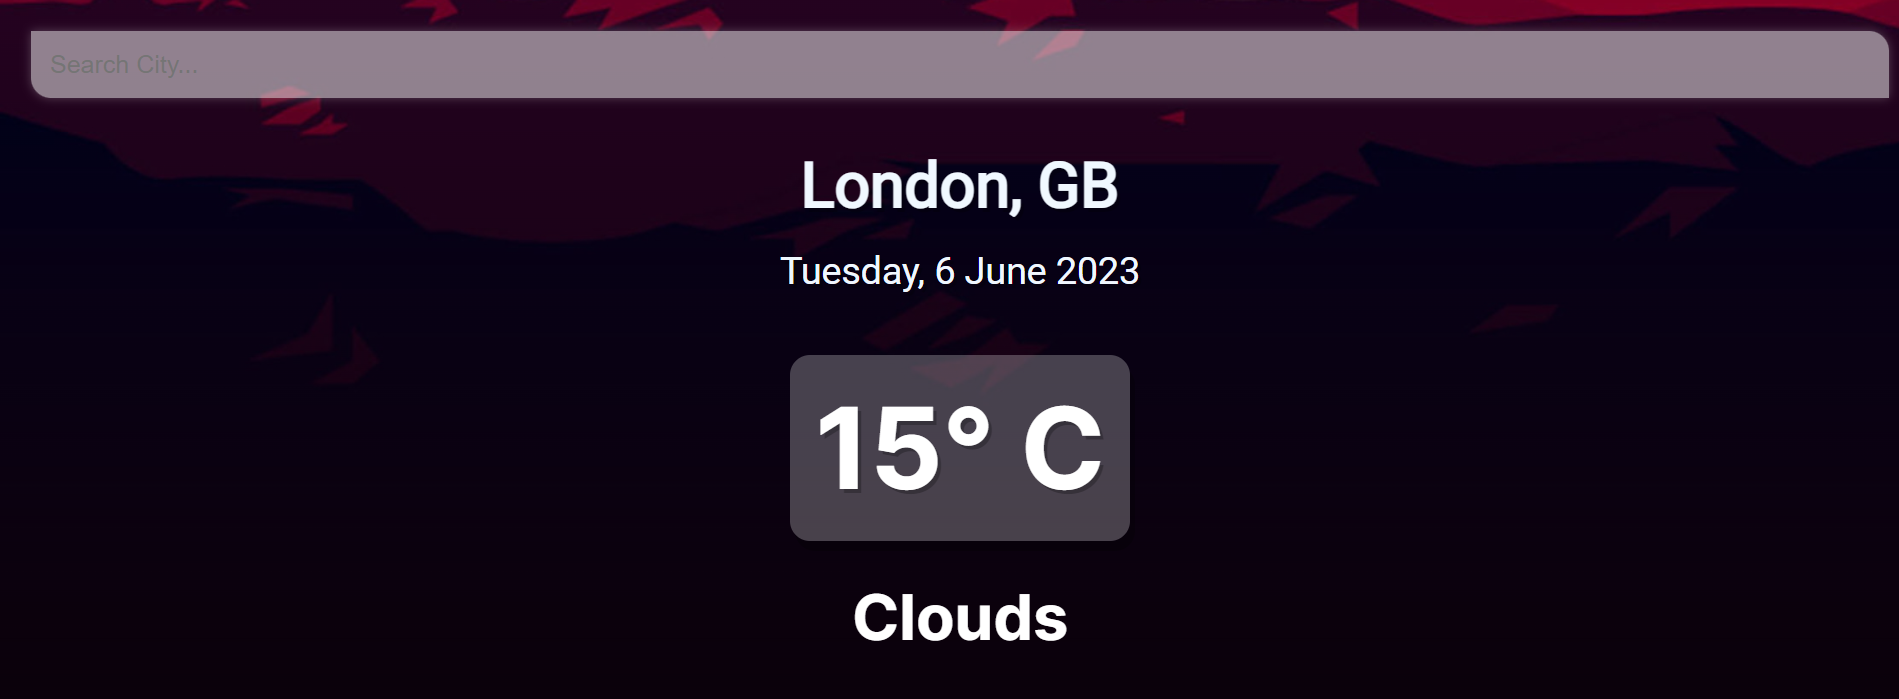 Search City...
London, GB
Tuesday, 6 June 2023
15° C
Clouds